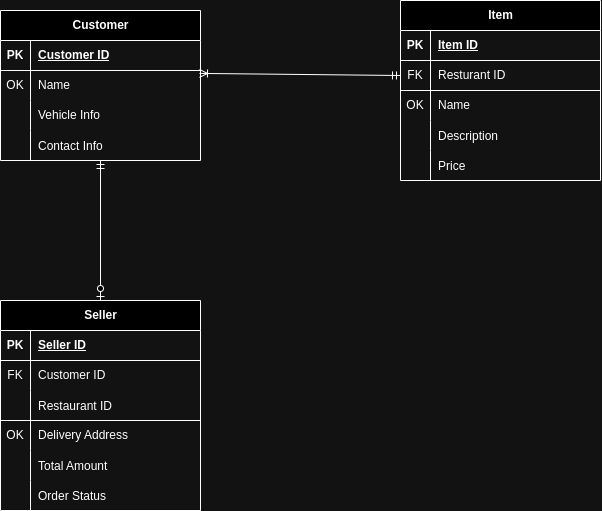 Customer
PK Customer ID
OK Name
Vehicle Info
Contact Info
Item
PK Item ID
FK Resturant ID
OK Name
Description
Price
Seller
PK Seller ID
FK Customer ID
Restaurant ID
OK Delivery Address
Total Amount
Order Status